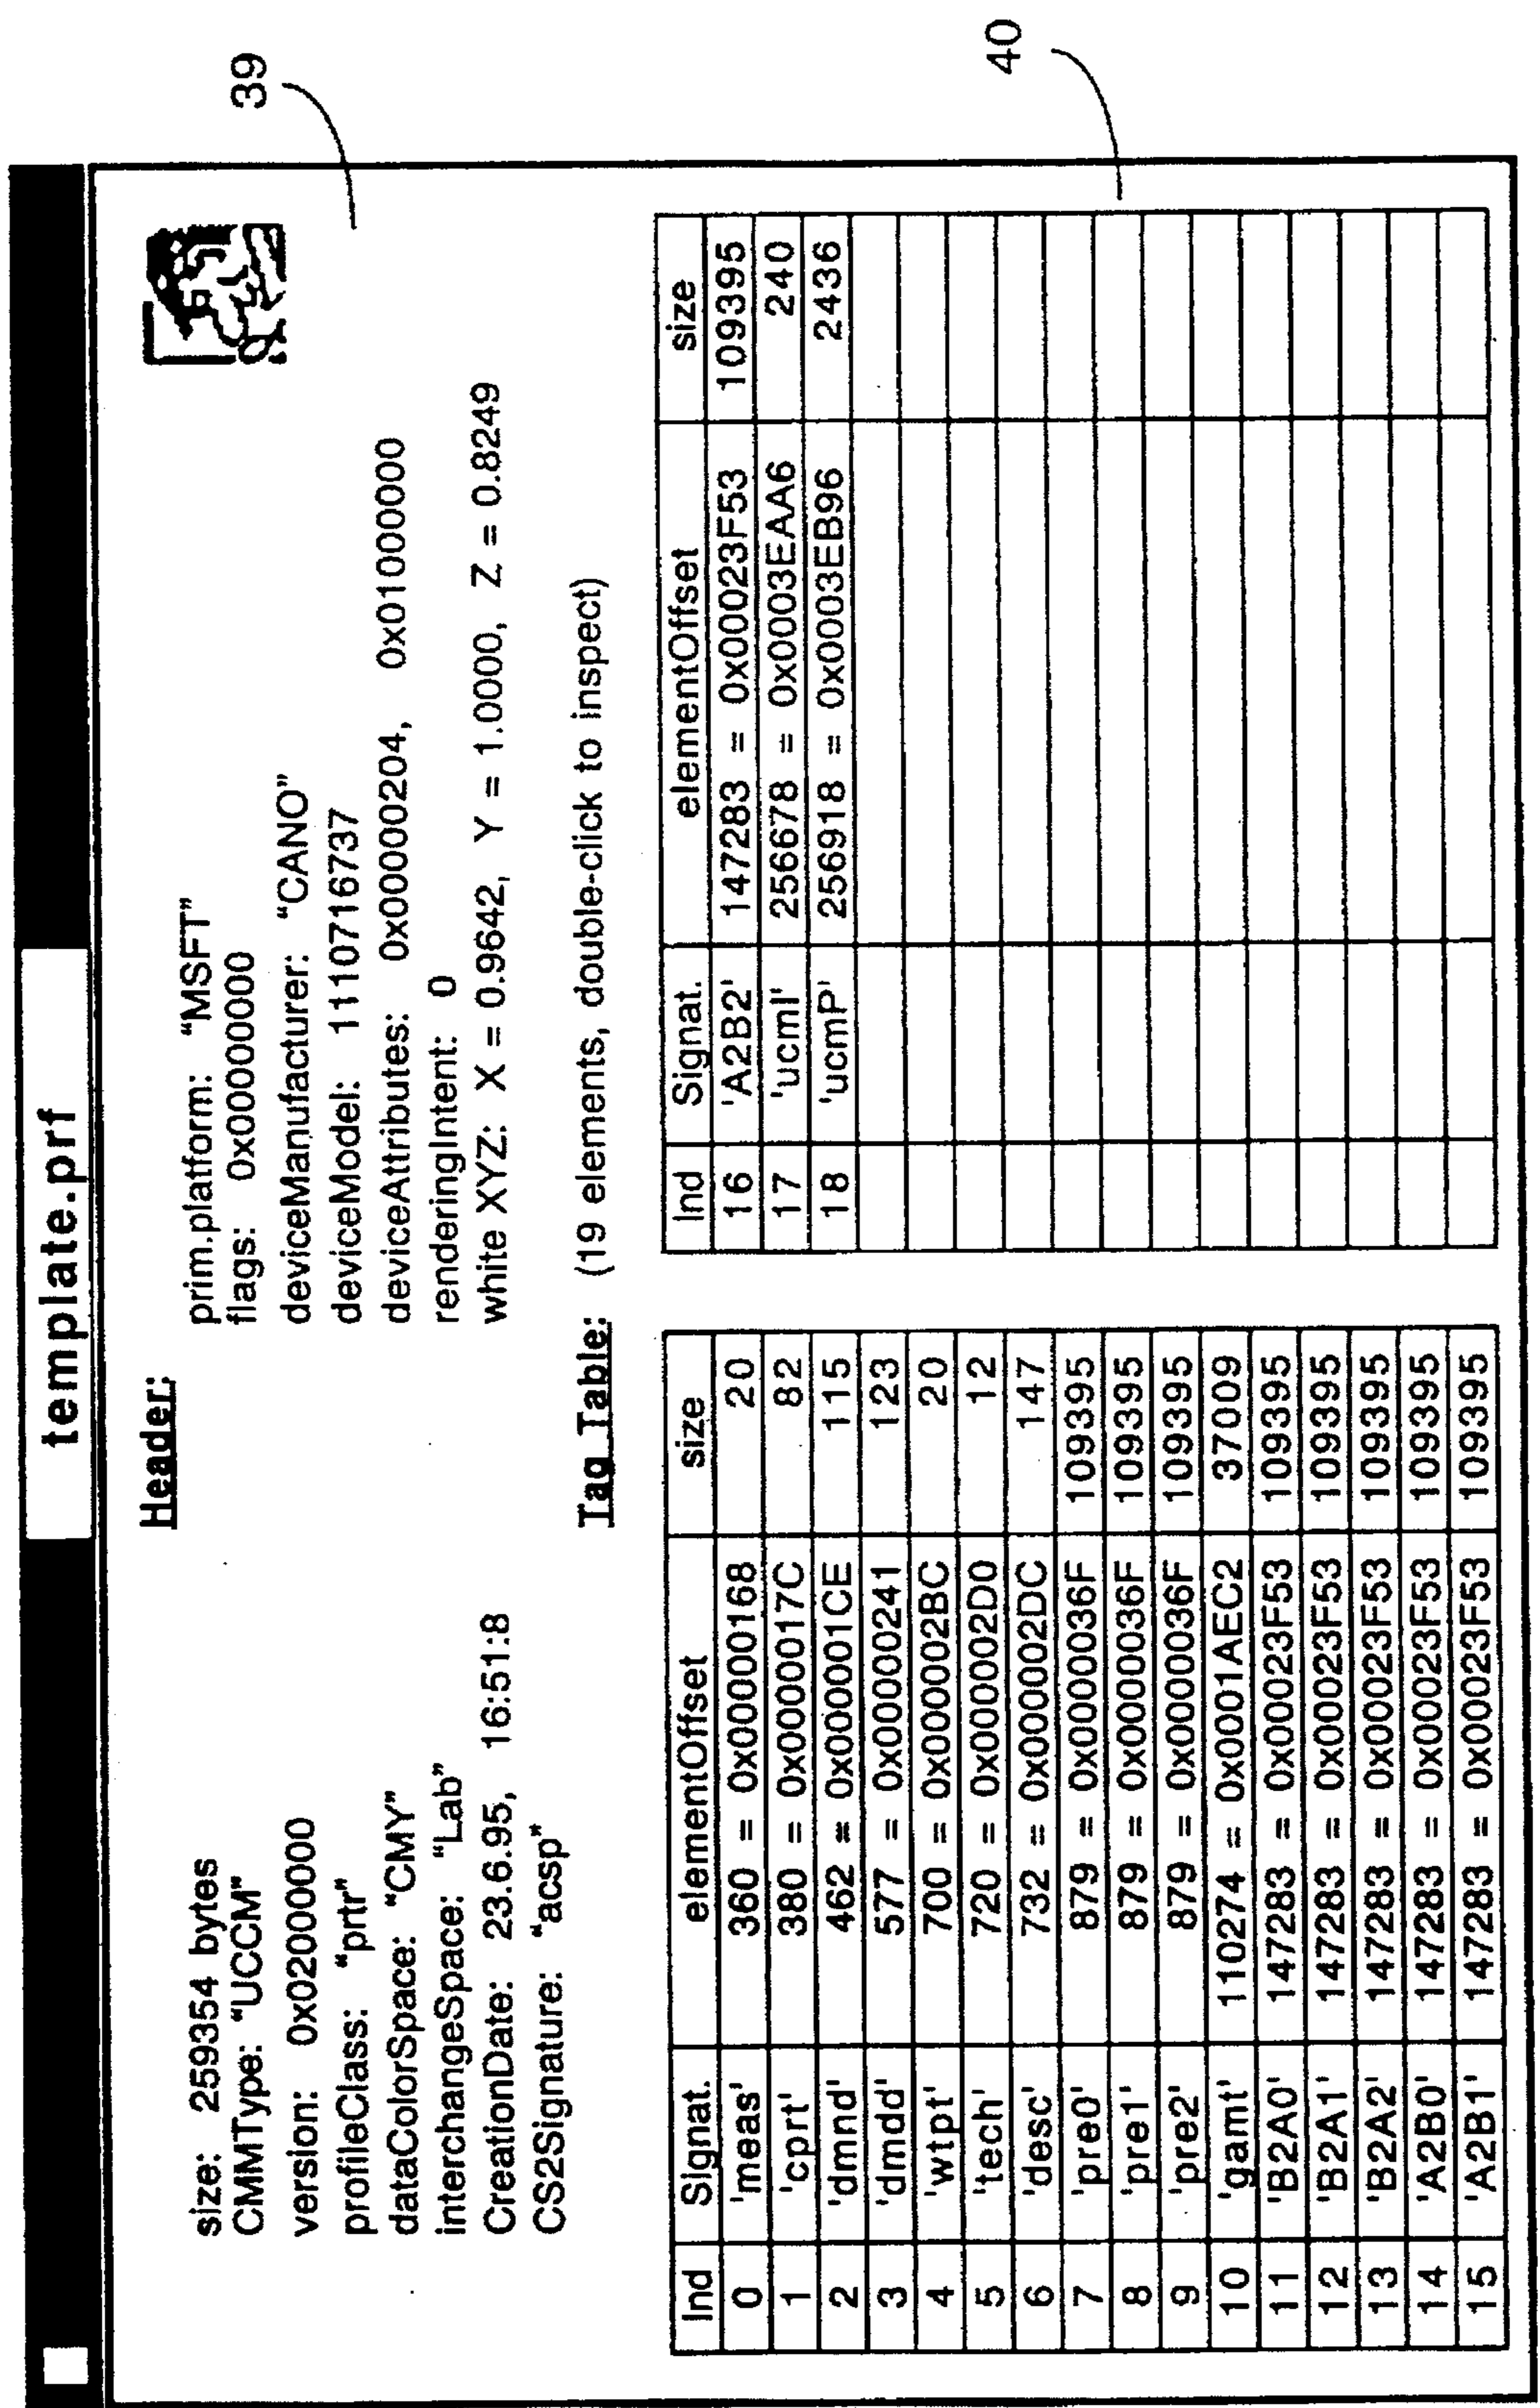 template.prf
Header:
size: 259354 bytes
CMMType: "UCCM"
version: 0x02000000
profileClass: "prtr"
dataColorSpace: "CMY"
interchangeSpace: "Lab"
CreationDate: 23.6.95, 16:51:8
CS2Signature: "acsp"
prim.platform: "MSFT"
flags: 0x00000000
deviceManufacturer: "CANO"
deviceModel: 1110716737
deviceAttributes: 0x00000204, 0x01000000
renderingIntent: 0
white XYZ: X = 0.9642, Y = 1.0000, Z = 0.8249
39
Tag Table: (19 elements, double-click to inspect)
Ind Signat. elementOffset size
0 'meas' 360 = 0x00000168 20
1 'cprt' 380 = 0x0000017C 82
2 'dmnd' 462 = 0x000001CE 115
3 'dmdd' 577 = 0x00000241 123
4 'wtpt' 700 = 0x000002BC 20
5 'tech' 720 = 0x000002D0 12
6 'desc' 732 = 0x000002DC 147
7 'pre0' 879 = 0x0000036F 109395
8 'pre1' 879 = 0x0000036F 109395
9 'pre2' 879 = 0x0000036F 109395
10 'gamt' 110274 = 0x0001AEC2 37009
11 'B2A0' 147283 = 0x00023F53 109395
12 'B2A1' 147283 = 0x00023F53 109395
13 'B2A2' 147283 = 0x00023F53 109395
14 'A2B0' 147283 = 0x00023F53 109395
15 'A2B1' 147283 = 0x00023F53 109395
Ind Signat. elementOffset size
16 'A2B2' 147283 = 0x00023F53 109395
17 'ucmI' 256678 = 0x0003EAA6 240
18 'ucmP' 256918 = 0x0003EB96 2436
40